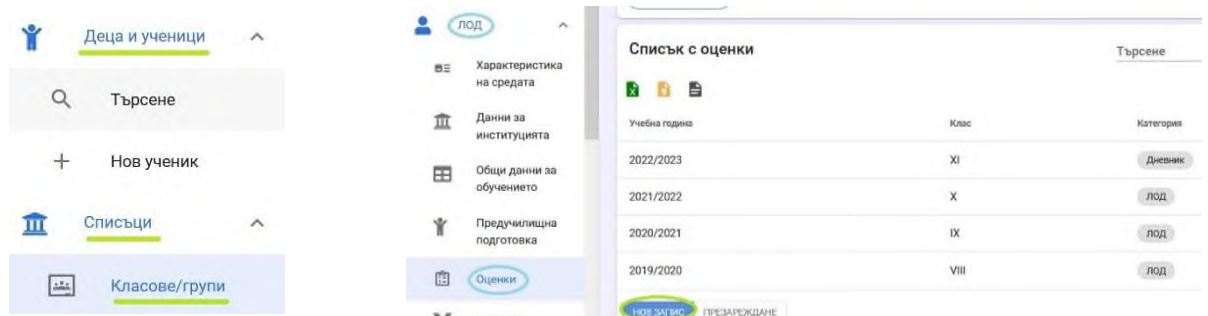 Деца и ученици
Търсене
Нов ученик
Списъци
Класове/групи
ЛОД
Характеристика
на средата
Данни за
институцията
Общи данни за
обучението
Предучилищна
подготовка
Оценки
Списък с оценки
Търсене
Учебна година Клас Категория
2022/2023 XI Дневник
2021/2022 X ЛОД
2020/2021 IX ЛОД
2019/2020 VIII ЛОД
НОВ ЗАПИС ПРЕЗАРЕЖДАНЕ